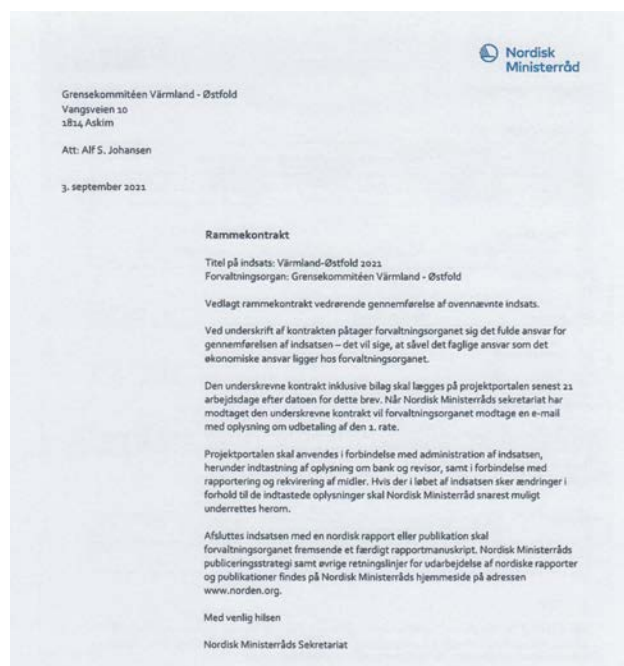 Nordisk
Ministerråd
Grensekommitéen Värmland - Østfold
Vangsveien 10
1814 Askim
Att: Alf S. Johansen
3. september 2021
Rammekontrakt
Titel på indsats: Värmland-Østfold 2021
Forvaltningsorgan: Grensekommitéen Värmland - Østfold
Vedlagt rammekontrakt vedrørende gennemførelse af ovennævnte indsats.
Ved underskrift af kontrakten påtager forvaltningsorganet sig det fulde ansvar for
gennemførelsen af indsatsen – det vil sige, at såvel det faglige ansvar som det
økonomiske ansvar ligger hos forvaltningsorganet.
Den underskrevne kontrakt inklusive bilag skal lægges på projektportalen senest 21
arbejdsdage efter datoen for dette brev. Når Nordisk Ministerråds sekretariat har
modtaget den underskrevne kontrakt vil forvaltningsorganet modtage en e-mail
med oplysning om udbetaling af den 1. rate.
Projektportalen skal anvendes i forbindelse med administration af indsatsen,
herunder indtastning af oplysning om bank og revisor, samt i forbindelse med
rapportering og rekvirering af midler. Hvis der i løbet af indsatsen sker ændringer i
forhold til de indtastede oplysninger skal Nordisk Ministerråd snarest muligt
underrettes herom.
Afsluttes indsatsen med en nordisk rapport eller publikation skal
forvaltningsorganet fremsende et færdigt rapportmanuskript. Nordisk Ministerråds
publiceringsstrategi samt øvrige retningslinjer for udarbejdelse af nordiske rapporter
og publikationer findes på Nordisk Ministerråds hjemmeside på adressen
www.norden.org.
Med venlig hilsen
Nordisk Ministerråds Sekretariat